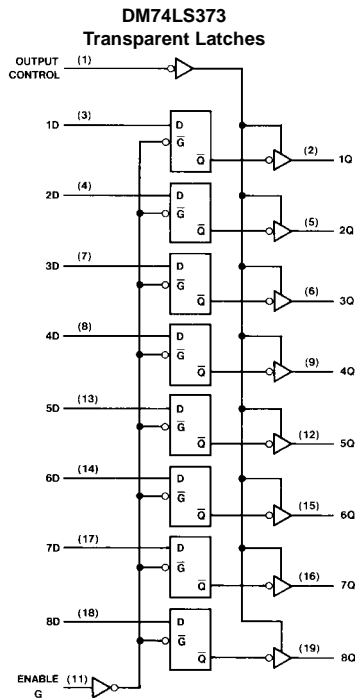 DM74LS373
Transparent Latches
OUTPUT
CONTROL
(1)
1D
(3)
D
G̅
Q̅
(2)
1Q
2D
(4)
D
G̅
Q̅
(5)
2Q
3D
(7)
D
G̅
Q̅
(6)
3Q
4D
(8)
D
G̅
Q̅
(9)
4Q
5D
(13)
D
G̅
Q̅
(12)
5Q
6D
(14)
D
G̅
Q̅
(15)
6Q
7D
(17)
D
G̅
Q̅
(16)
7Q
8D
(18)
D
G̅
Q̅
(19)
8Q
ENABLE
G
(11)